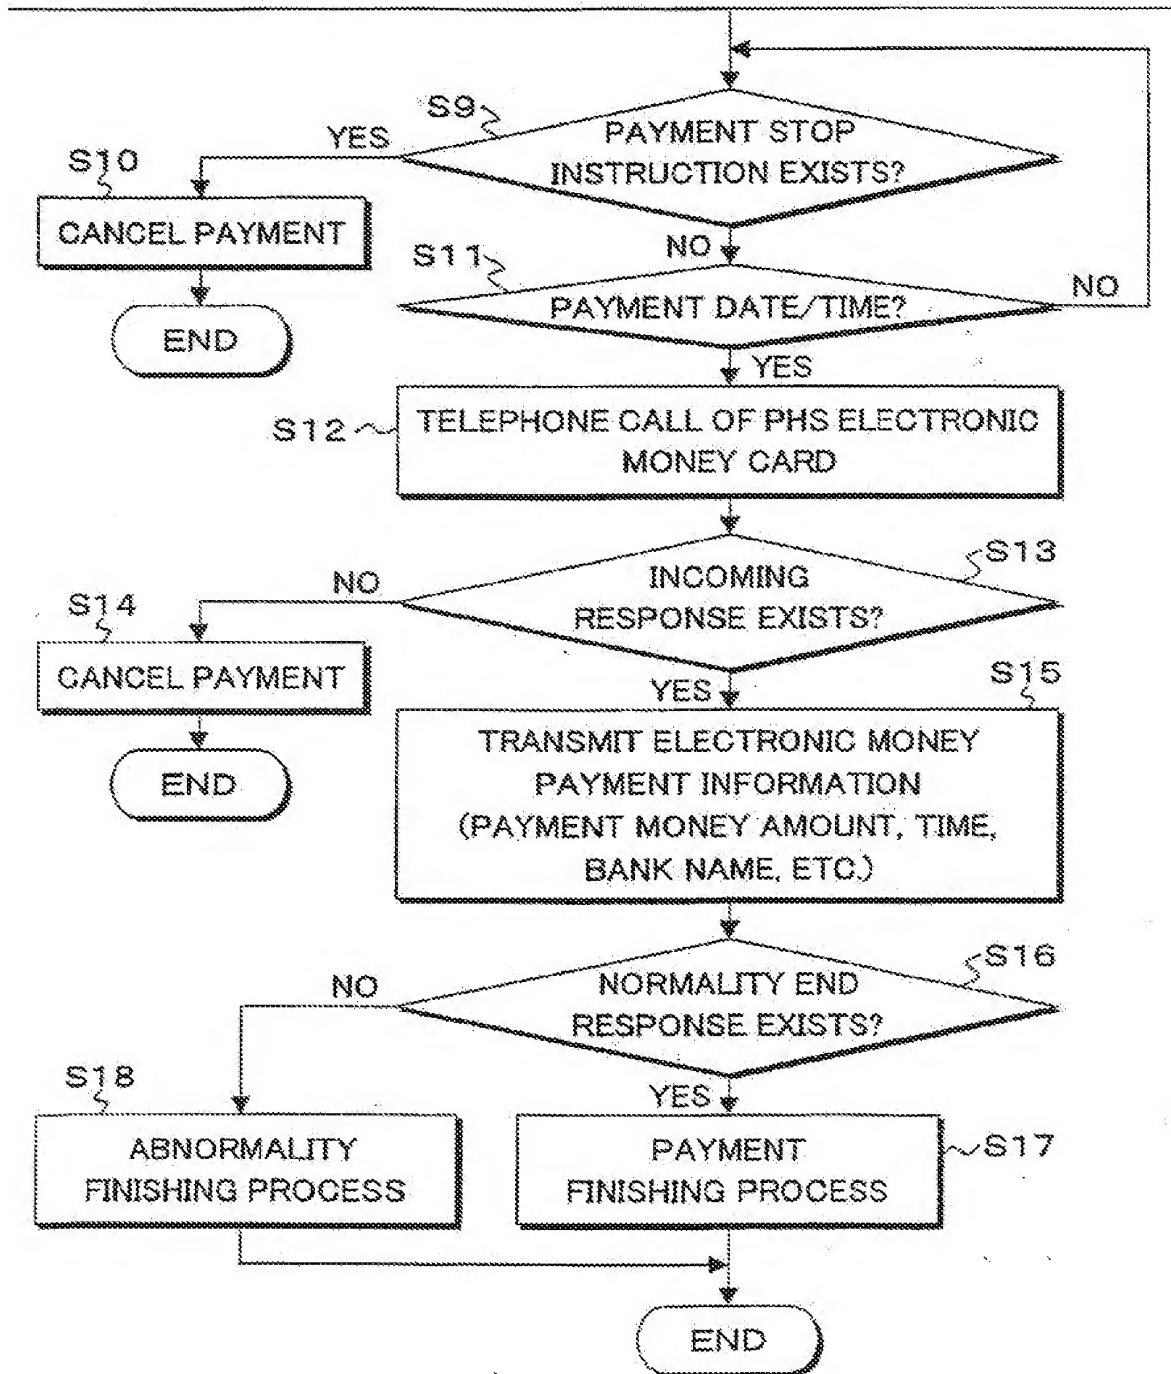 S9
PAYMENT STOP
INSTRUCTION EXISTS?
YES
S10
CANCEL PAYMENT
END
NO
S11
PAYMENT DATE/TIME?
NO
YES
S12
TELEPHONE CALL OF PHS ELECTRONIC
MONEY CARD
S13
INCOMING
RESPONSE EXISTS?
NO
S14
CANCEL PAYMENT
END
YES
S15
TRANSMIT ELECTRONIC MONEY
PAYMENT INFORMATION
(PAYMENT MONEY AMOUNT, TIME,
BANK NAME, ETC.)
S16
NORMALITY END
RESPONSE EXISTS?
NO
S18
ABNORMALITY
FINISHING PROCESS
YES
S17
PAYMENT
FINISHING PROCESS
END